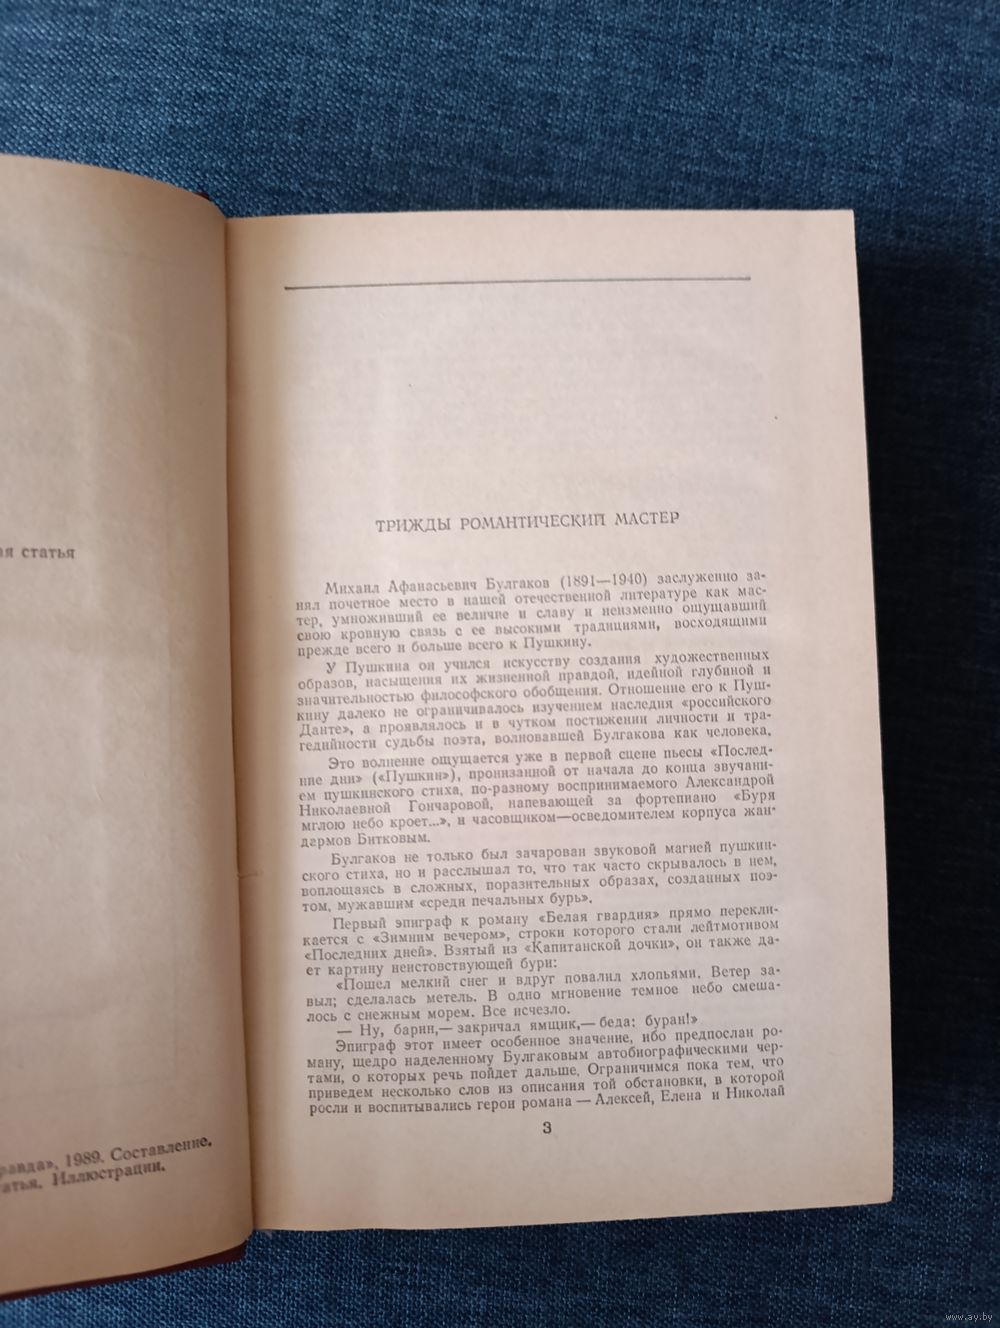 ая статья
равда», 1989. Составление.
татья. Иллюстрации.
ТРИЖДЫ РОМАНТИЧЕСКИЙ МАСТЕР
Михаил Афанасьевич Булгаков (1891—1940) заслуженно за-
нял почетное место в нашей отечественной литературе как мас-
тер, умноживший ее величие и славу и неизменно ощущавший
свою кровную связь с ее высокими традициями, восходящими
прежде всего и больше всего к Пушкину.
У Пушкина он учился искусству создания художественных
образов, насыщения их жизненной правдой, идейной глубиной и
значительностью философского обобщения. Отношение его к Пуш-
кину далеко не ограничивалось изучением наследия «российского
Данте», а проявлялось и в чутком постижении личности и тра-
гедийности судьбы поэта, волновавшей Булгакова как человека.
Это волнение ощущается уже в первой сцене пьесы «Послед-
ние дни» («Пушкин»), пронизанной от начала до конца звучани-
ем пушкинского стиха, по-разному воспринимаемого Александрой
Николаевной Гончаровой, напевающей за фортепиано «Буря
мглою небо кроет...», и часовщиком—осведомителем корпуса жан-
дармов Битковым.
Булгаков не только был зачарован звуковой магией пушкин-
ского стиха, но и расслышал то, что так часто скрывалось в нем,
воплощаясь в сложных, поразительных образах, созданных поэ-
том, мужавшим «среди печальных бурь».
Первый эпиграф к роману «Белая гвардия» прямо перекли-
кается с «Зимним вечером», строки которого стали лейтмотивом
«Последних дней». Взятый из «Капитанской дочки», он также да-
ет картину неистовствующей бури:
«Пошел мелкий снег и вдруг повалил хлопьями. Ветер за-
выл; сделалась метель. В одно мгновение темное небо смеша-
лось с снежным морем. Все исчезло.
— Ну, барин,— закричал ямщик,— беда: буран!»
Эпиграф этот имеет особенное значение, ибо предпослан ро-
ману, щедро наделенному Булгаковым автобиографическими чер-
тами, о которых речь пойдет дальше. Ограничимся пока тем, что
приведем несколько слов из описания той обстановки, в которой
росли и воспитывались герои романа — Алексей, Елена и Николай
3
www.ay.by